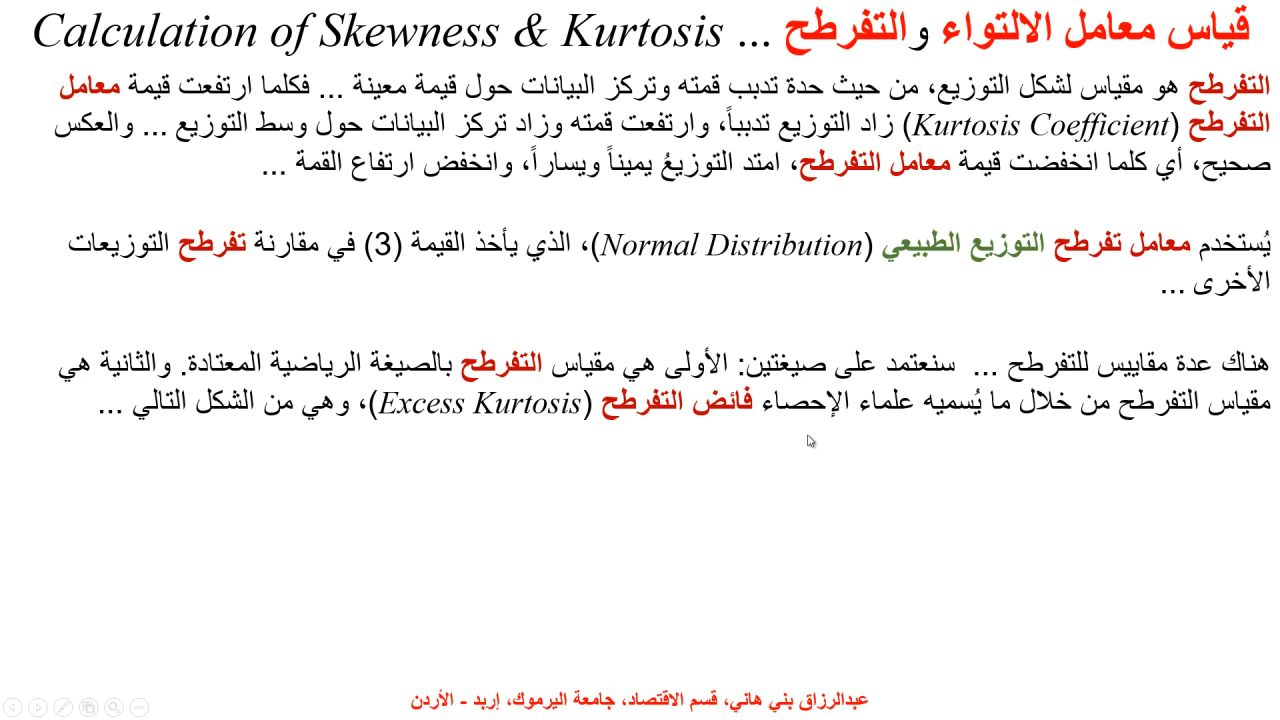 قياس معامل الالتواء والتفرطح ... Calculation of Skewness & Kurtosis
التفرطح هو مقياس لشكل التوزيع، من حيث حدة تدبب قمته وتركز البيانات حول قيمة معينة ... فكلما ارتفعت قيمة معامل
التفرطح (Kurtosis Coefficient) زاد التوزيع تدبباً، وارتفعت قمته وزاد تركز البيانات حول وسط التوزيع ... والعكس
صحيح، أي كلما انخفضت قيمة معامل التفرطح، امتد التوزيعُ يميناً ويساراً، وانخفض ارتفاع القمة ...
يُستخدم معامل تفرطح التوزيع الطبيعي (Normal Distribution)، الذي يأخذ القيمة (3) في مقارنة تفرطح التوزيعات
الأخرى ...
هناك عدة مقاييس للتفرطح ... سنعتمد على صيغتين: الأولى هي مقياس التفرطح بالصيغة الرياضية المعتادة. والثانية هي
مقياس التفرطح من خلال ما يُسميه علماء الإحصاء فائض التفرطح (Excess Kurtosis)، وهي من الشكل التالي ...
عبدالرزاق بني هاني، قسم الاقتصاد، جامعة اليرموك، إربد - الأردن